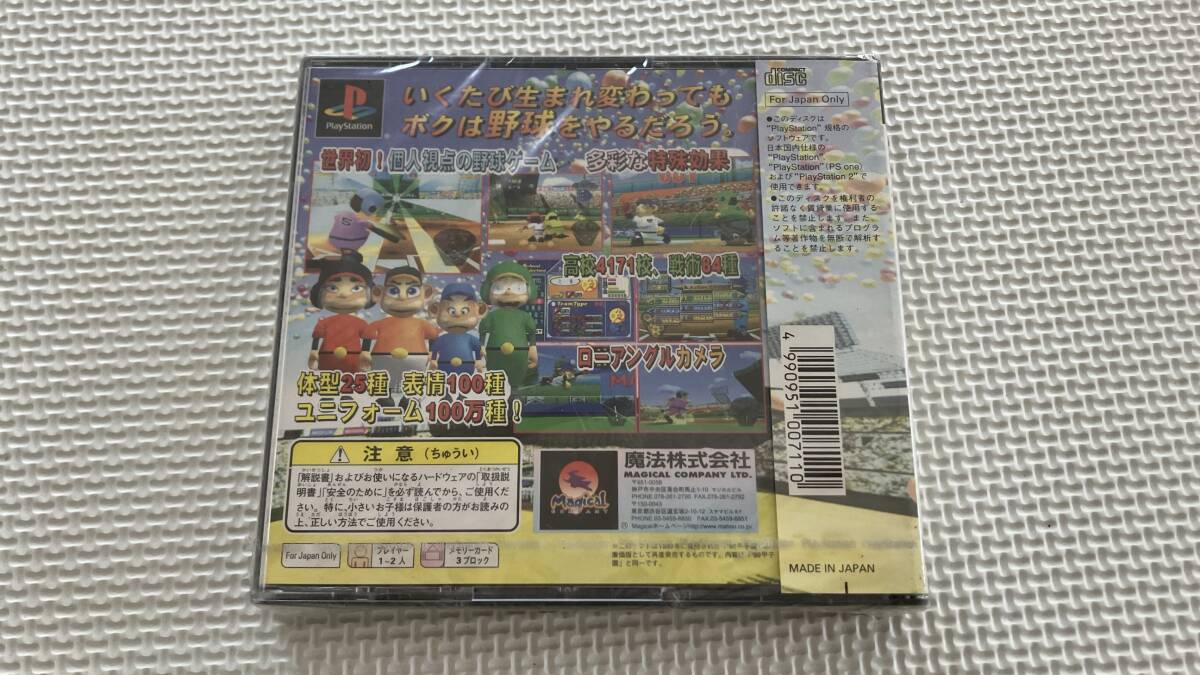 PlayStation
いくたび生まれ変わっても
ボクは野球をやるだろう。
世界初！個人視点の野球ゲーム
多彩な特殊効果
高校4171校、戦術84種
TeamType
ロニアングルカメラ
体型25種 表情100種
ユニフォーム100万種！
注意(ちゅうい)
「解説書」およびお使いになるハードウェアの「取扱説
明書」「安全のために」を必ず読んでから、ご使用くだ
さい。特に、小さいお子様は保護者の方がお読みの
上、正しい方法でご使用ください。
For Japan Only
プレイヤー
1~2人
メモリーカード
3ブロック
Magical
魔法株式会社
MAGICAL COMPANY LTD.
COMPACT
disc
For Japan Only
●このディスクは
"PlayStation" 規格の
ソフトウェアです。
日本国内仕様の
"PlayStation"
"PlayStation"(PS one)
および"PlayStation 2"で
使用できます。
●このディスクを権利者の
許諾なく賃貸業に使用する
ことを禁止します。また、
ソフトに含まれるプログラ
ム等著作物を無断で解析す
ることを禁止します。
4 990951 007110
MADE IN JAPAN